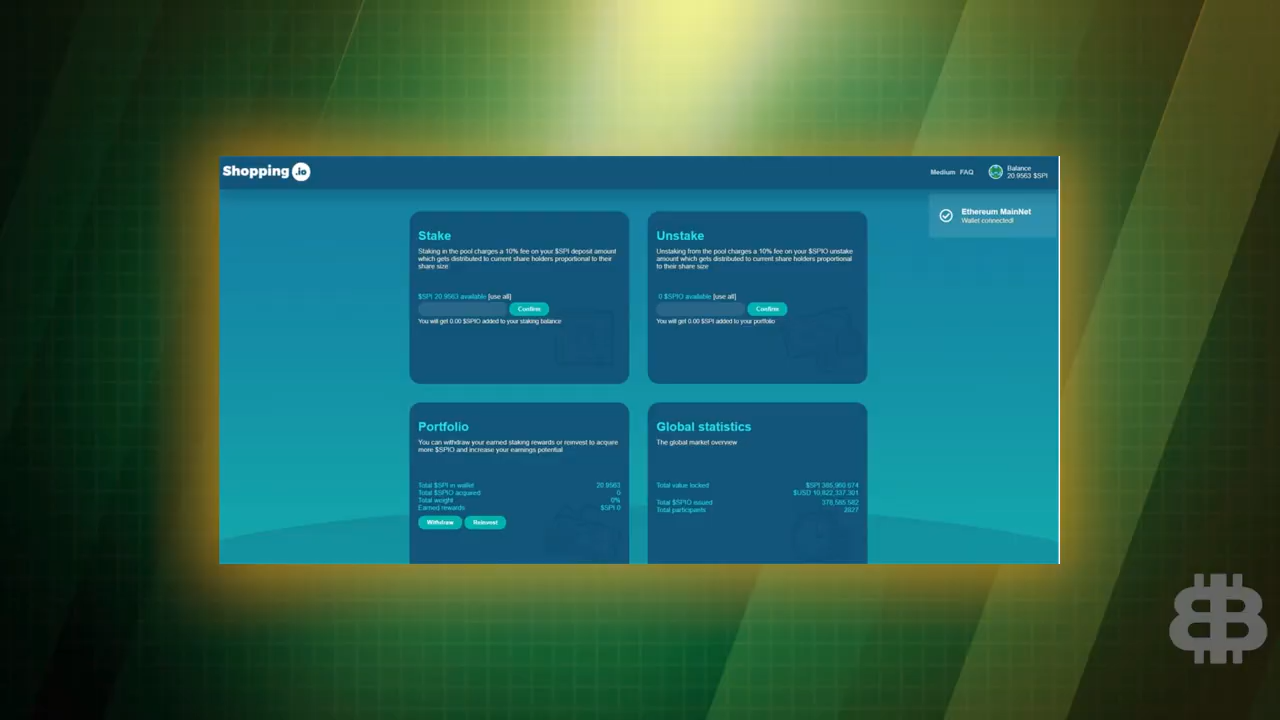 Shopping .io
Medium FAQ
Balance
20.9563 $SPI
Ethereum MainNet
Wallet connected!
Stake
Staking in the pool charges a 10% fee on your $SPI deposit amount
which gets distributed to current share holders proportional to their
share size
$SPI 20.9563 available [use all]
Confirm
You will get 0.00 $SPIO added to your staking balance
Unstake
Unstaking from the pool charges a 10% fee on your $SPIO unstake
amount which gets distributed to current share holders proportional
to their share size
0 $SPIO available [use all]
Confirm
You will get 0.00 $SPI added to your portfolio
Portfolio
You can withdraw your earned staking rewards or reinvest to acquire
more $SPIO and increase your earnings potential
Total $SPI in wallet 20.9563
Total $SPIO acquired 0
Total weight 0%
Earned rewards $SPI 0
Withdraw Reinvest
Global statistics
The global market overview
Total value locked
Total $SPIO issued
Total participants 2827